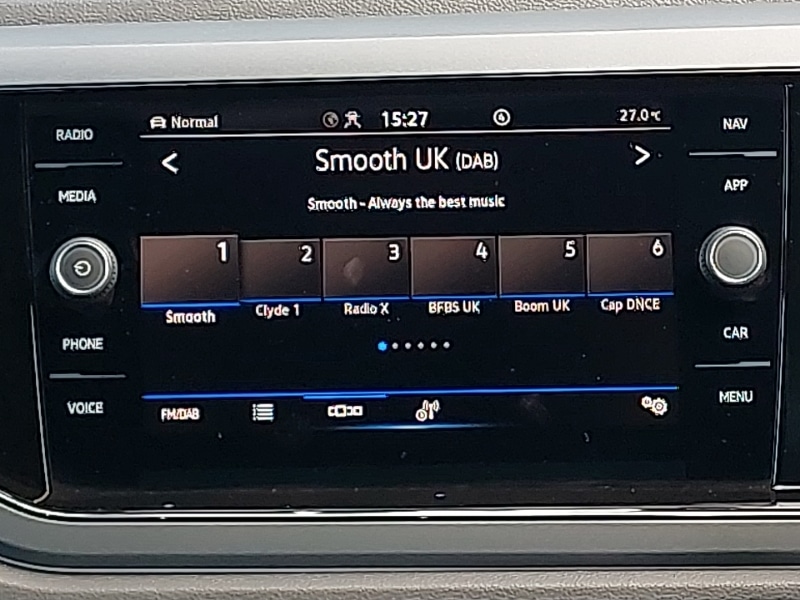 Normal 15:27 4 27.0°C
RADIO
MEDIA
PHONE
VOICE
< Smooth UK (DAB) >
Smooth - Always the best music
1 2 3 4 5 6
Smooth Clyde 1 Radio X BFBS UK Boom UK Cap DNCE
FM/DAB
NAV
APP
CAR
MENU